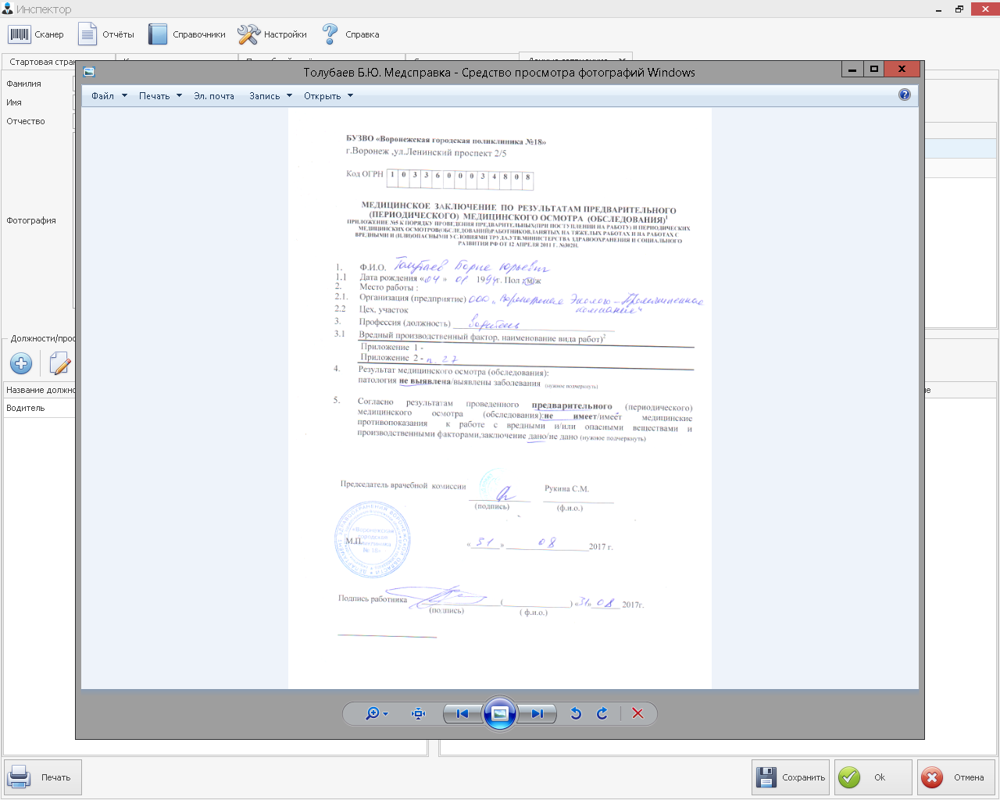 Инспектор
Сканер Отчёты Справочники Настройки Справка
Стартовая стра
Фамилия
Имя
Отчество
Фотография
Должности/про
Название должно
Водитель
Толубаев Б.Ю. Медсправка - Средство просмотра фотографий Windows
Файл Печать Эл. почта Запись Открыть
БУЗВО «Воронежская городская поликлиника №18»
г.Воронеж ,ул.Ленинский проспект 2/5
Код ОГРН 1 0 3 3 6 0 0 0 3 4 8 0 8
МЕДИЦИНСКОЕ ЗАКЛЮЧЕНИЕ ПО РЕЗУЛЬТАТАМ ПРЕДВАРИТЕЛЬНОГО
(ПЕРИОДИЧЕСКОГО) МЕДИЦИНСКОГО ОСМОТРА (ОБСЛЕДОВАНИЯ)1
ПРИЛОЖЕНИЕ №5 К ПОРЯДКУ ПРОВЕДЕНИЯ ПРЕДВАРИТЕЛЬНЫХ(ПРИ ПОСТУПЛЕНИИ НА РАБОТУ) И ПЕРИОДИЧЕСКИХ
МЕДИЦИНСКИХ ОСМОТРОВ(ОБСЛЕДОВАНИЙ)РАБОТНИКОВ,ЗАНЯТЫХ НА ТЯЖЕЛЫХ РАБОТАХ И НА РАБОТАХ С
ВРЕДНЫМИ И (ИЛИ)ОПАСНЫМИ УСЛОВИЯМИ ТРУДА,УТВ.МИНИСТЕРСТВА ЗДРАВООХРАНЕНИЯ И СОЦИАЛЬНОГО
РАЗВИТИЯ РФ ОТ 12 АПРЕЛЯ 2011 Г. №302Н.
1. Ф.И.О. Толубаев Борис Юрьевич
1.1 Дата рождения «04 » 01 1994г. Пол : м/ж
2. Место работы :
2.1. Организация (предприятие) ООО „Воронежская Эколого-Промышленная
2.2 Цех, участок компания"
3. Профессия (должность) Водитель
3.1 Вредный производственный фактор, наименование вида работ)2
Приложение 1 -
Приложение 2 - п. 27
4. Результат медицинского осмотра (обследования):
патология не выявлена/выявлены заболевания (нужное подчеркнуть)
5. Согласно результатам проведенного предварительного (периодического)
медицинского осмотра (обследования):не имеет/имеет медицинские
противопоказания к работе с вредными и/или опасными веществами и
производственными факторами,заключение дано/не дано (нужное подчеркнуть)
Председатель врачебной комиссии Рукина С.М.
(подпись) (ф.и.о.)
«Воронежская
городская
поликлиника
№ 18»
М.П. « 31 » 08 2017 г.
Подпись работника ( ) «31» 08 2017г.
(подпись) ( ф.и.о.)
Печать Сохранить Ok Отмена